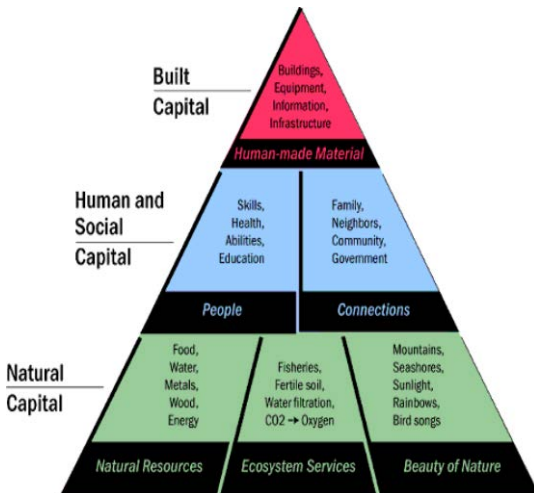 Built
Capital
Buildings,
Equipment,
Information,
Infrastructure
Human-made Material
Human and
Social
Capital
Skills,
Health,
Abilities,
Education
People
Family,
Neighbors,
Community,
Government
Connections
Natural
Capital
Food,
Water,
Metals,
Wood,
Energy
Natural Resources
Fisheries,
Fertile soil,
Water filtration,
CO2 → Oxygen
Ecosystem Services
Mountains,
Seashores,
Sunlight,
Rainbows,
Bird songs
Beauty of Nature